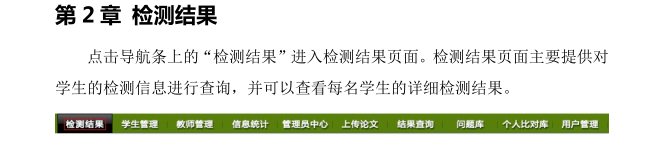 第 2 章 检测结果
点击导航条上的“检测结果”进入检测结果页面。检测结果页面主要提供对
学生的检测信息进行查询，并可以查看每名学生的详细检测结果。
检测结果 学生管理 教师管理 信息统计 管理员中心 上传论文 结果查询 问题库 个人比对库 用户管理